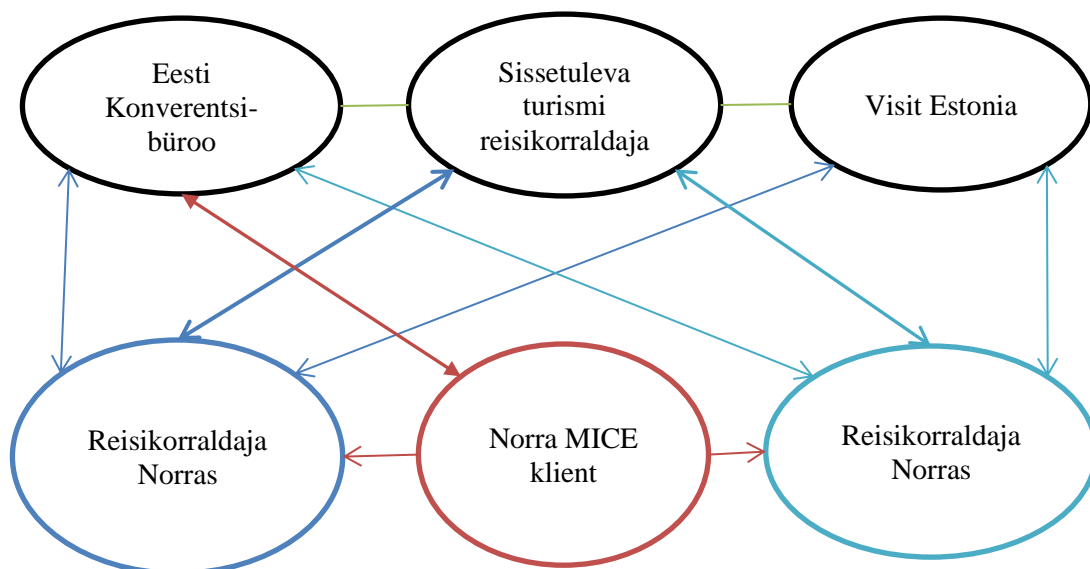 Eesti
Konverentsi-
büroo
Sissetuleva
turismi
reisikorraldaja
Visit Estonia
Reisikorraldaja
Norras
Norra MICE
klient
Reisikorraldaja
Norras